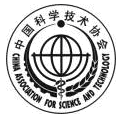 中国科学技术协会
CHINA ASSOCIATION FOR SCIENCE AND TECHNOLOGY